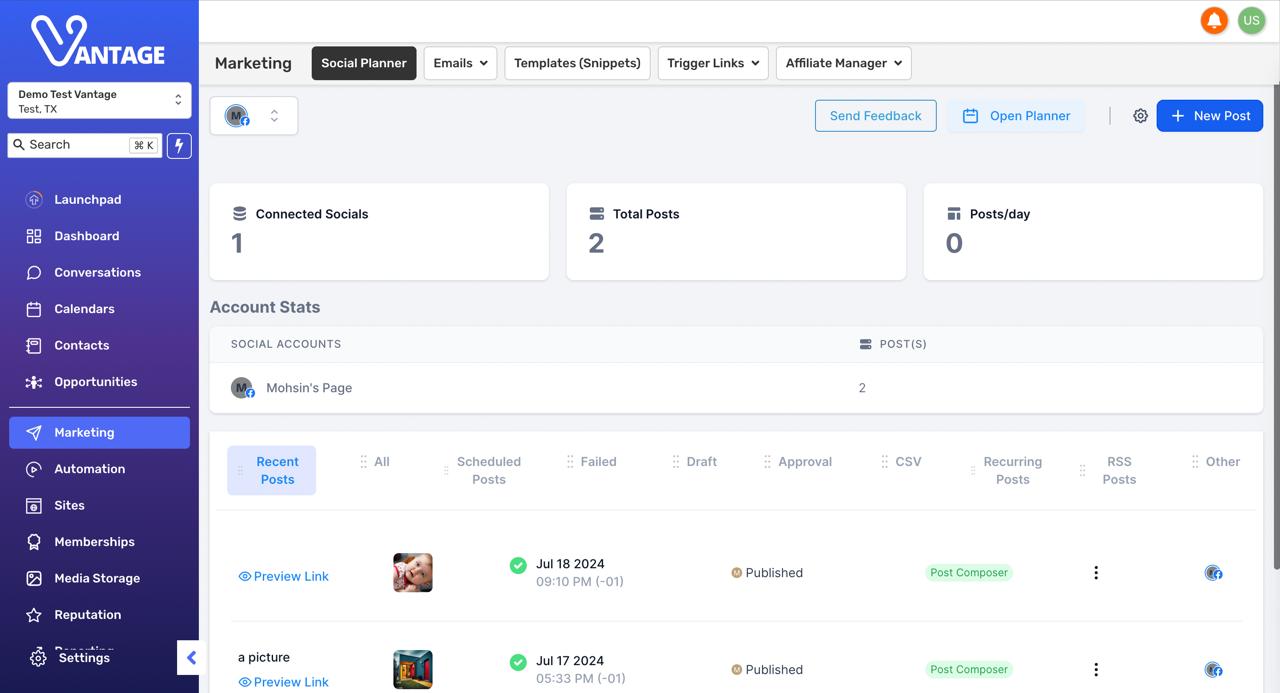 VANTAGE
US
Marketing
Social Planner
Emails
Templates (Snippets)
Trigger Links
Affiliate Manager
Demo Test Vantage
Test, TX
Search
⌘ K
M
Send Feedback
Open Planner
New Post
Launchpad
Dashboard
Conversations
Calendars
Contacts
Opportunities
Marketing
Automation
Sites
Memberships
Media Storage
Reputation
Reporting
Settings
Connected Socials
1
Total Posts
2
Posts/day
0
Account Stats
SOCIAL ACCOUNTS
POST(S)
M
Mohsin's Page
2
Recent
Posts
All
Scheduled
Posts
Failed
Draft
Approval
CSV
Recurring
Posts
RSS
Posts
Other
Preview Link
Jul 18 2024
09:10 PM (-01)
M Published
Post Composer
a picture
Preview Link
Jul 17 2024
05:33 PM (-01)
M Published
Post Composer